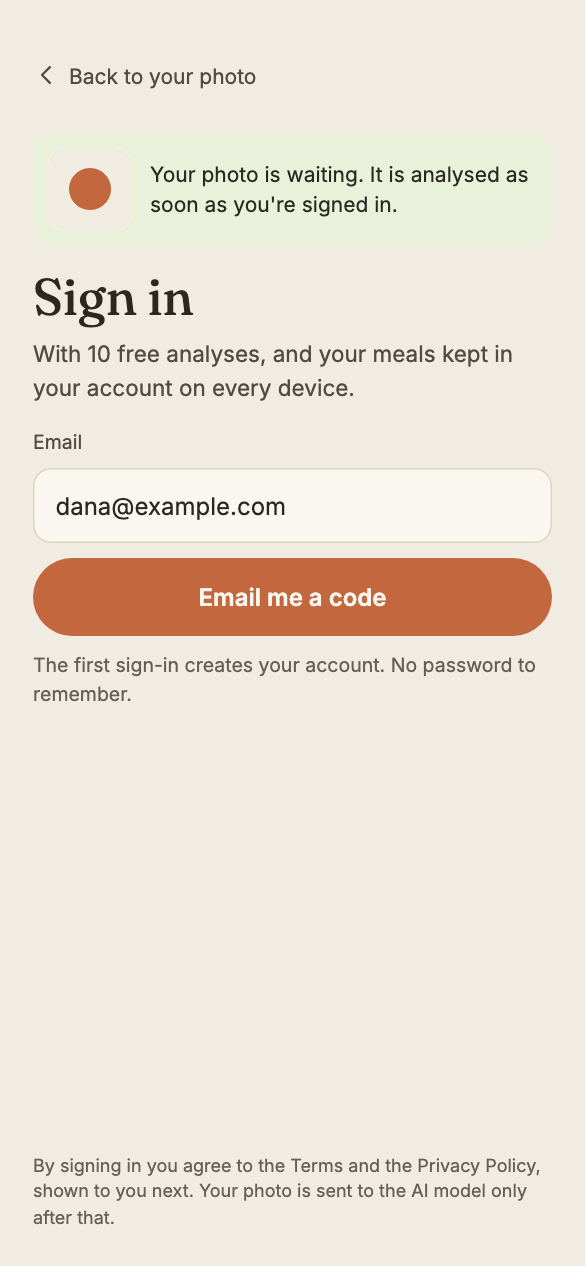 Back to your photo
Your photo is waiting. It is analysed as
soon as you're signed in.
Sign in
With 10 free analyses, and your meals kept in
your account on every device.
Email
dana@example.com
Email me a code
The first sign-in creates your account. No password to
remember.
By signing in you agree to the Terms and the Privacy Policy,
shown to you next. Your photo is sent to the AI model only
after that.